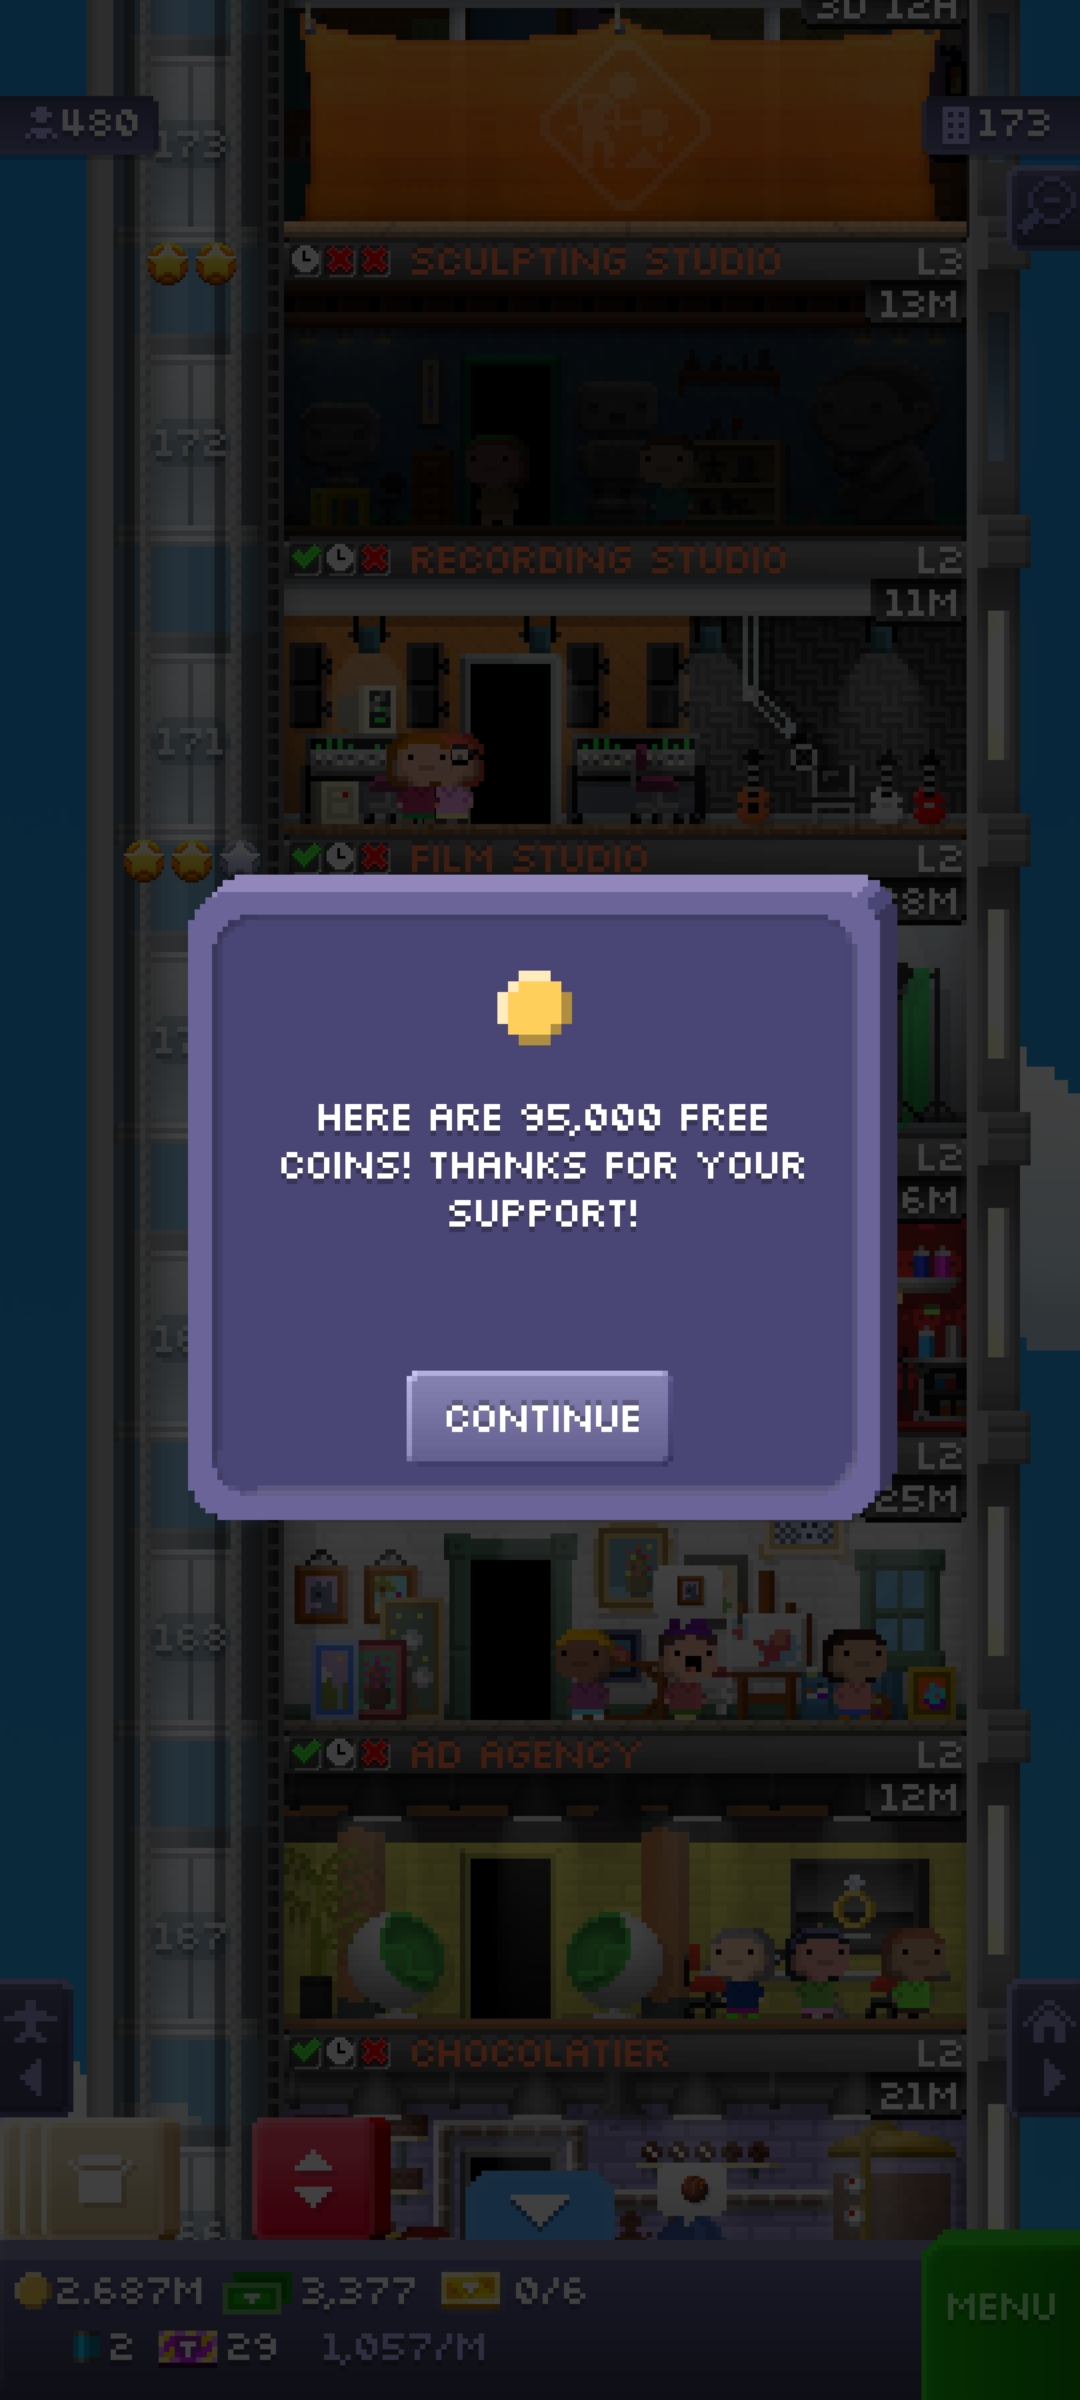 3D 12H
480
173
173
SCULPTING STUDIO L3
13M
172
RECORDING STUDIO L2
11M
171
FILM STUDIO L2
8M
HERE ARE 95,000 FREE
COINS! THANKS FOR YOUR
SUPPORT!
CONTINUE
L2
6M
L2
25M
168
AD AGENCY L2
12M
167
CHOCOLATIER L2
21M
2.687M 3,377 0/6
2 29 1,057/M
MENU